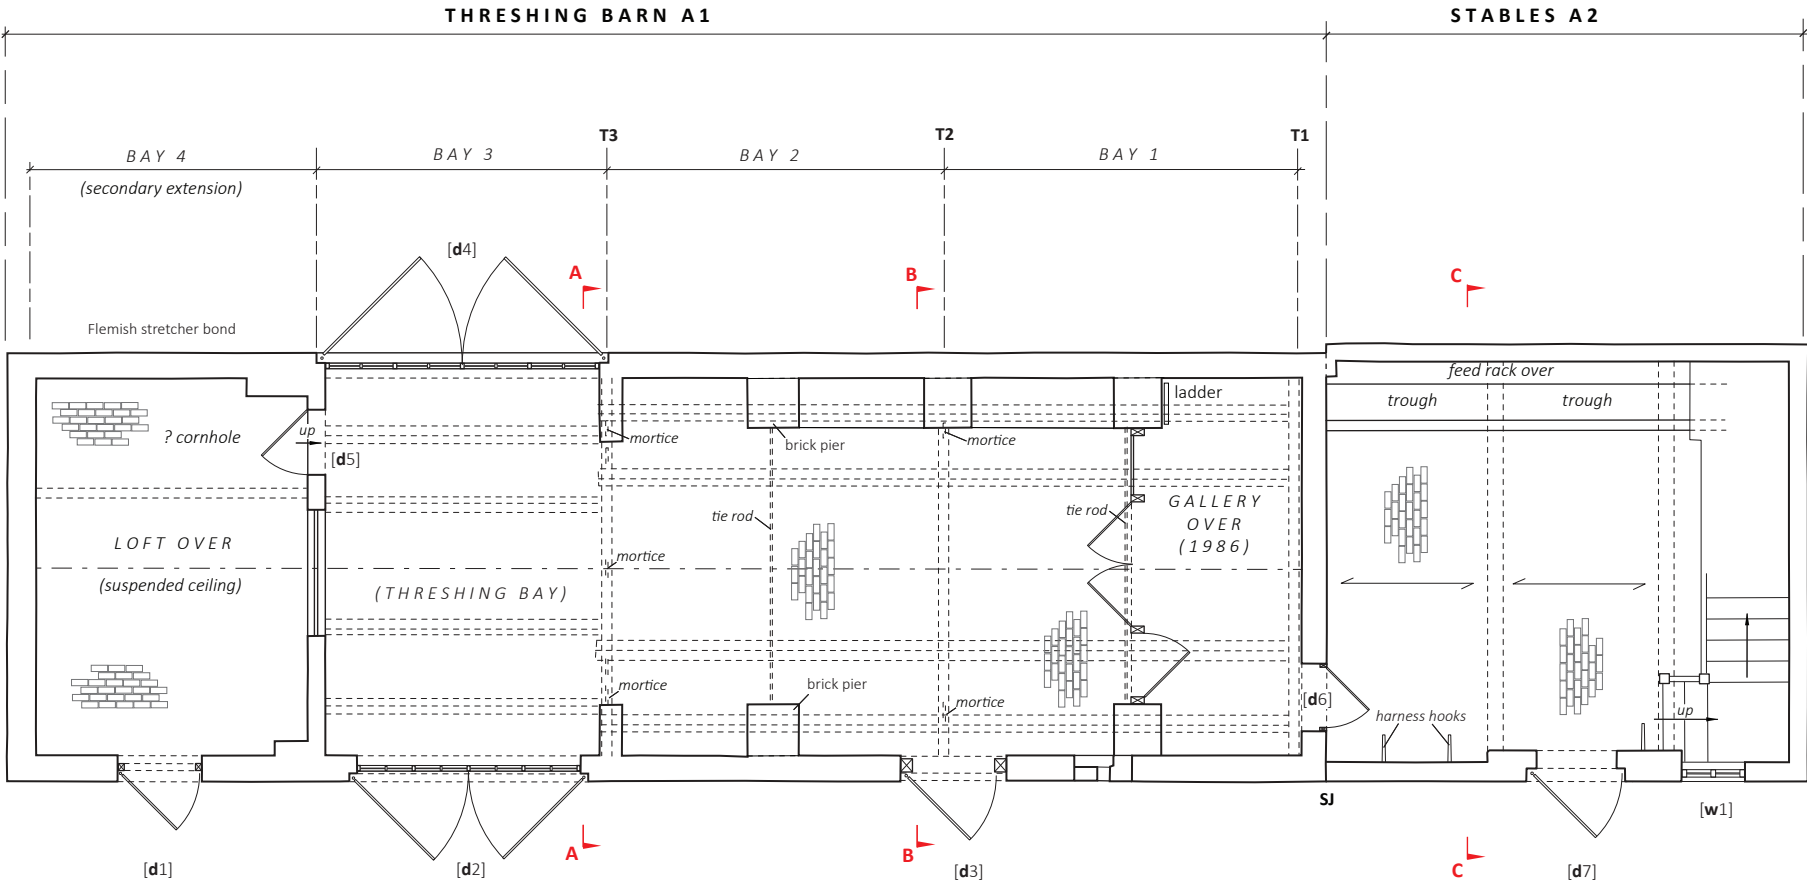 THRESHING BARN A1
STABLES A2
T3
T2
T1
BAY 4
BAY 3
BAY 2
BAY 1
(secondary extension)
[d4]
A
B
C
Flemish stretcher bond
feed rack over
ladder
trough
trough
? cornhole
up
mortice
brick pier
mortice
[d5]
GALLERY
OVER
(1986)
tie rod
tie rod
LOFT OVER
(suspended ceiling)
mortice
(THRESHING BAY)
mortice
brick pier
mortice
[d6]
harness hooks
up
SJ
[w1]
A
B
C
[d1]
[d2]
[d3]
[d7]